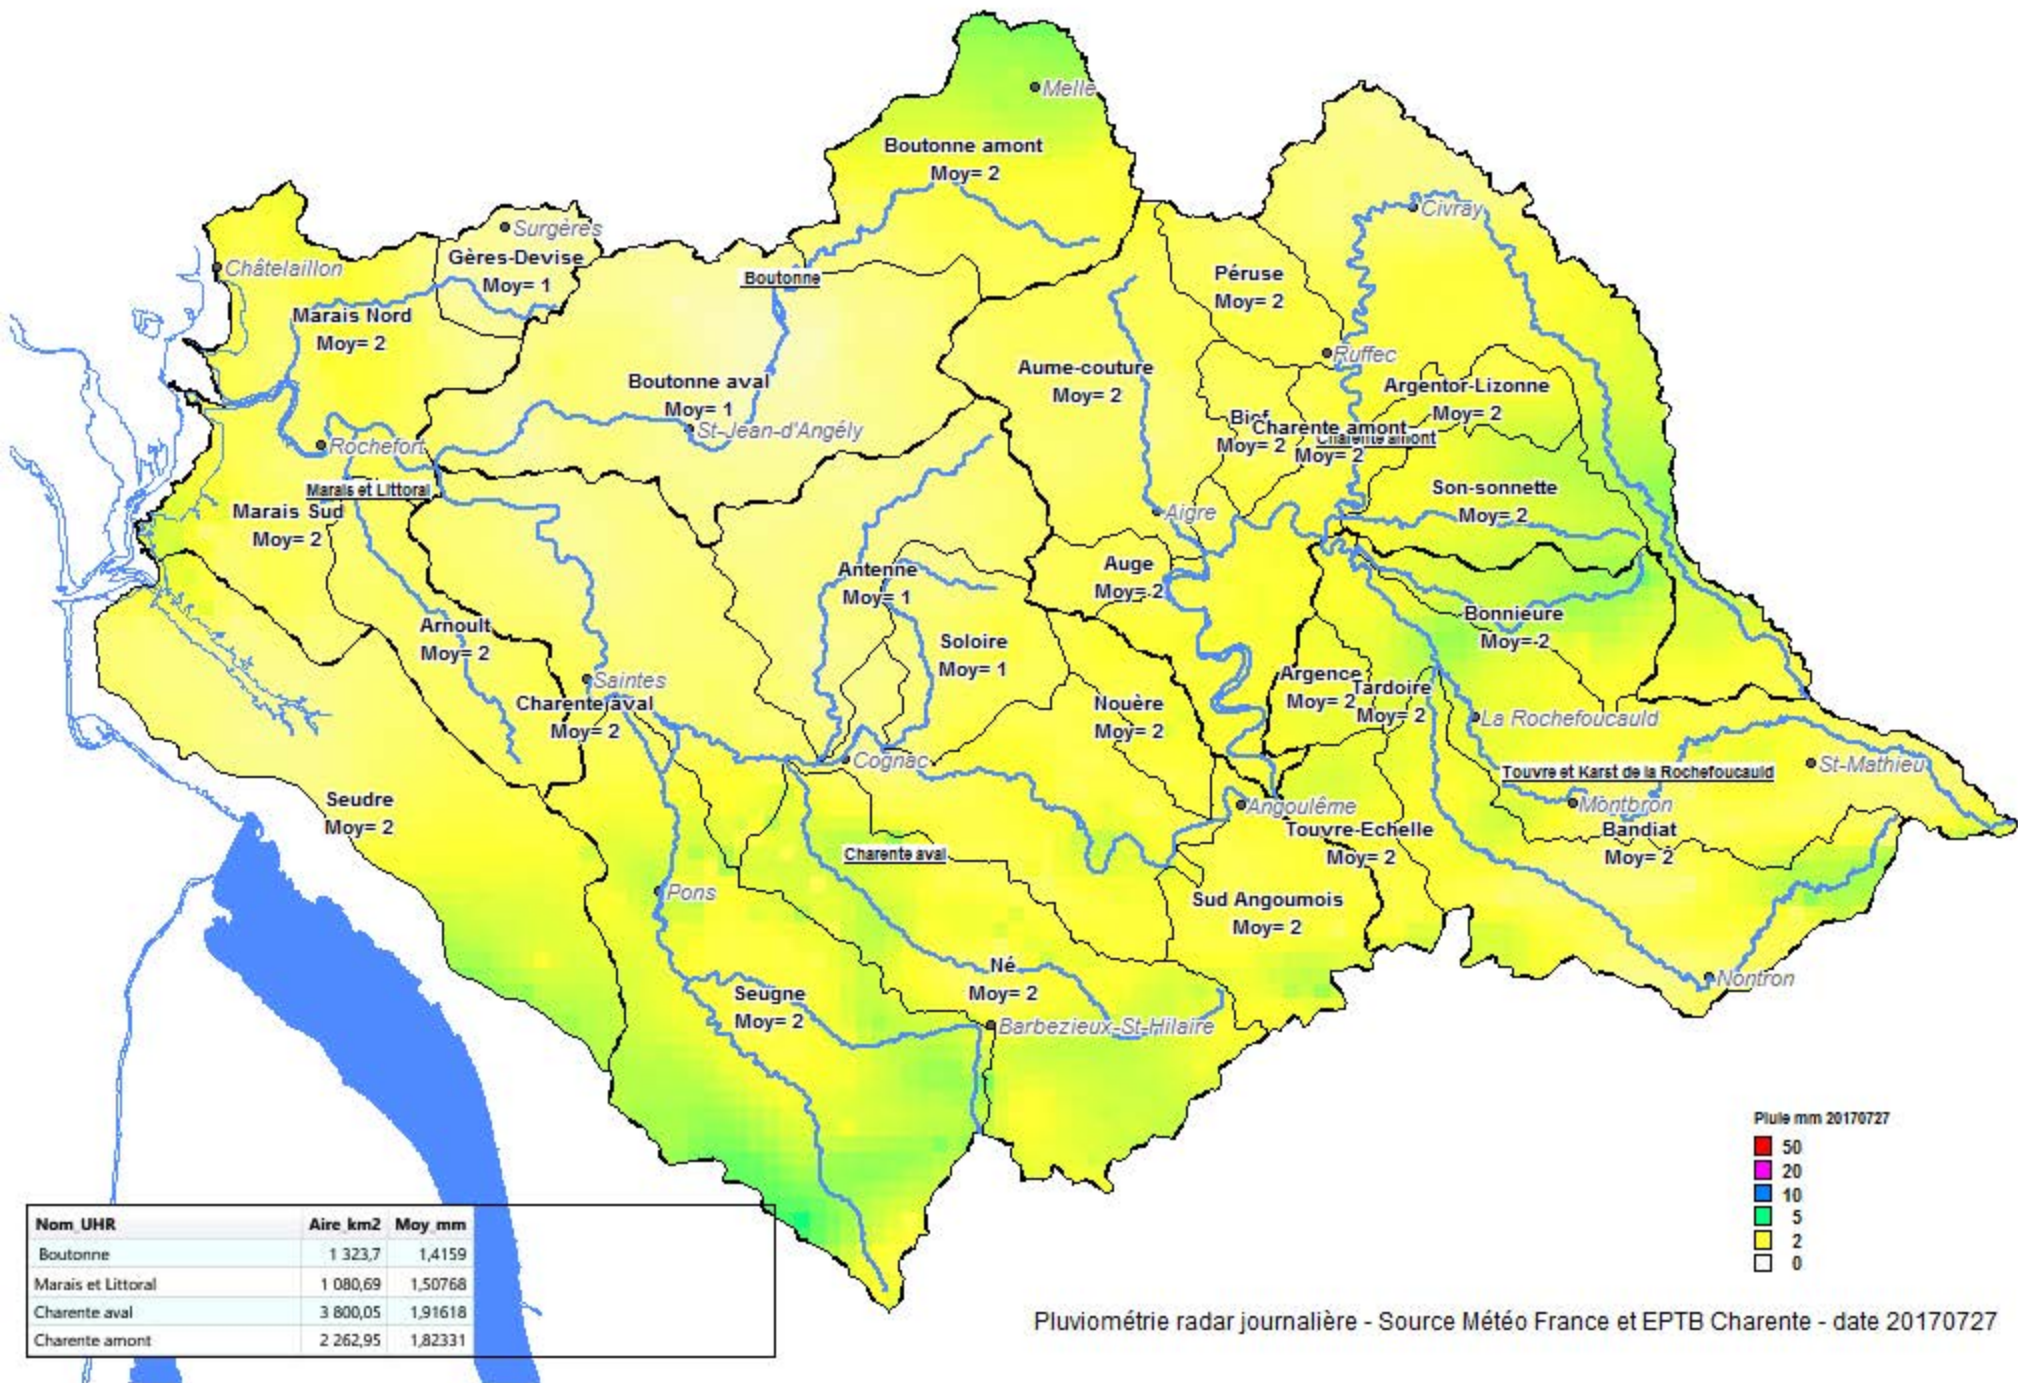 Melle
Boutonne amont
Moy= 2
Civray
Surgères
Gères-Devise
Moy= 1
Châtelaillon
Boutonne
Péruse
Moy= 2
Marais Nord
Moy= 2
Ruffec
Aume-couture
Moy= 2
Boutonne aval
Moy= 1
Argentor-Lizonne
Moy= 2
St-Jean-d'Angély
Bief
Moy= 2
Charente amont
Moy= 2
Charente amont
Rochefort
Marais et Littoral
Marais Sud
Moy= 2
Son-sonnette
Moy= 2
Aigre
Antenne
Moy= 1
Auge
Moy= 2
Bonnieure
Moy= 2
Arnoult
Moy= 2
Soloire
Moy= 1
Saintes
Charente aval
Moy= 2
Nouère
Moy= 2
Argence
Moy= 2
Tardoire
Moy= 2
La Rochefoucauld
Cognac
Touvre et Karst de la Rochefoucauld
St-Mathieu
Seudre
Moy= 2
Angoulême
Montbron
Touvre-Echelle
Moy= 2
Bandiat
Moy= 2
Charente aval
Pons
Sud Angoumois
Moy= 2
Né
Moy= 2
Nontron
Seugne
Moy= 2
Barbezieux-St-Hilaire
Pluie mm 20170727
50
20
10
5
2
0
Nom_UHR Aire_km2 Moy_mm
Boutonne 1 323,7 1,4159
Marais et Littoral 1 080,69 1,50768
Charente aval 3 800,05 1,91618
Charente amont 2 262,95 1,82331
Pluviométrie radar journalière - Source Météo France et EPTB Charente - date 20170727